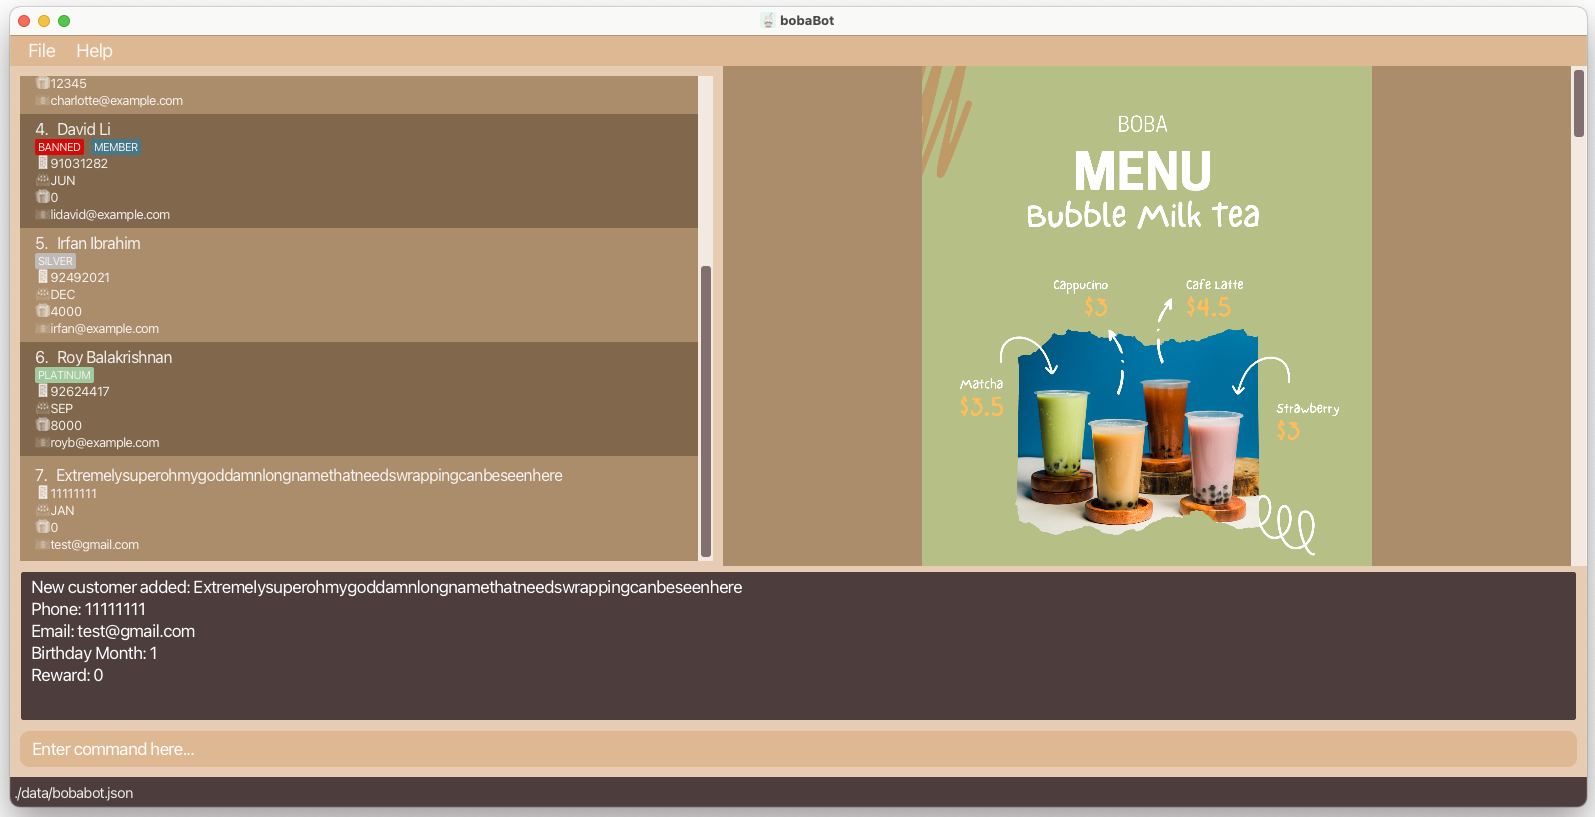 bobaBot
File Help
12345
charlotte@example.com
4. David Li
BANNED MEMBER
91031282
JUN
0
lidavid@example.com
5. Irfan Ibrahim
SILVER
92492021
DEC
4000
irfan@example.com
6. Roy Balakrishnan
PLATINUM
92624417
SEP
8000
royb@example.com
7. Extremelysuperohmygoddamnlongnamethatneedswrappingcanbeseenhere
11111111
JAN
0
test@gmail.com
BOBA
MENU
Bubble Milk Tea
Cappucino
$3
Cafe Latte
$4.5
Matcha
$3.5
Strawberry
$3
New customer added: Extremelysuperohmygoddamnlongnamethatneedswrappingcanbeseenhere
Phone: 11111111
Email: test@gmail.com
Birthday Month: 1
Reward: 0
Enter command here...
./data/bobabot.json